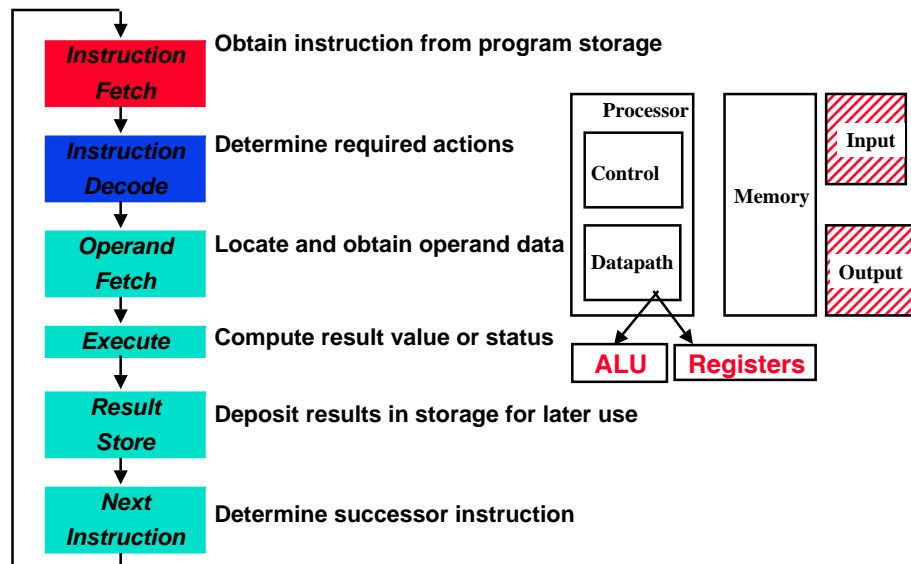 Instruction
Fetch
Obtain instruction from program storage
Instruction
Decode
Determine required actions
Operand
Fetch
Locate and obtain operand data
Execute
Compute result value or status
Result
Store
Deposit results in storage for later use
Next
Instruction
Determine successor instruction
Processor
Control
Datapath
Memory
Input
Output
ALU
Registers